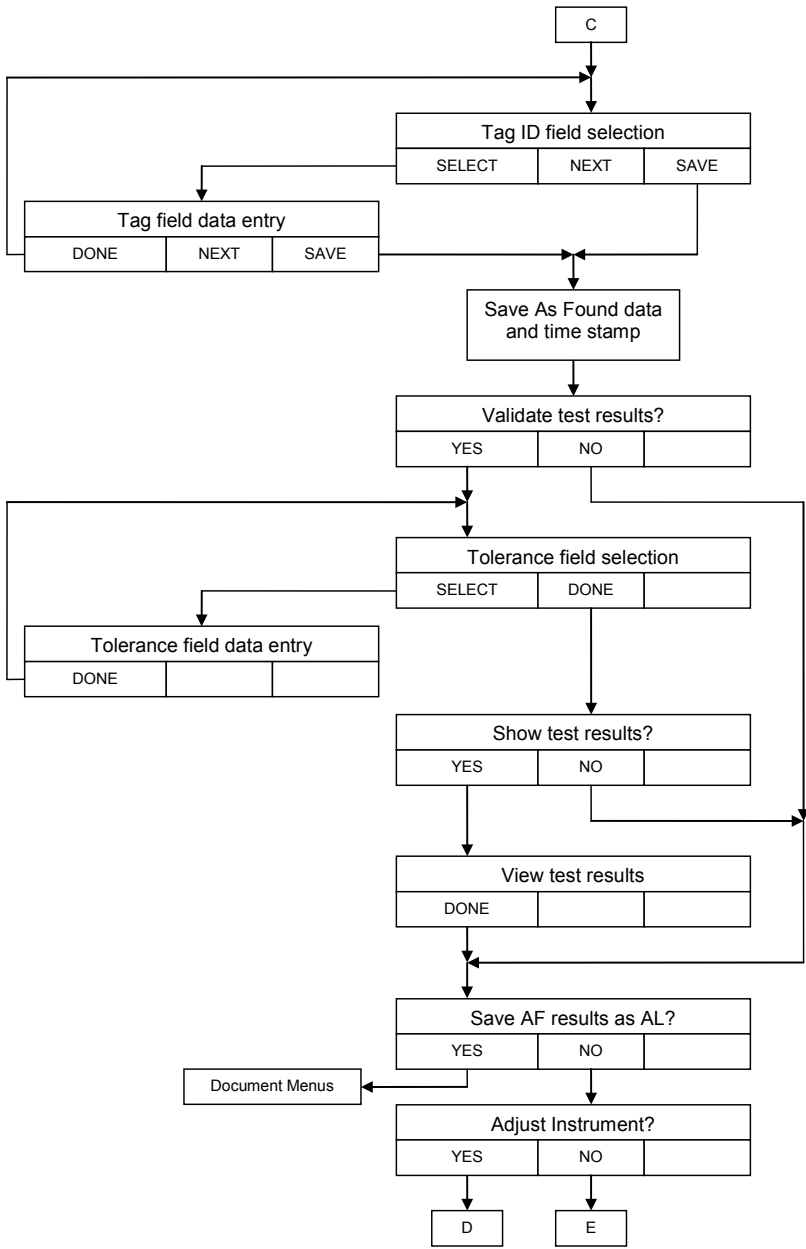 C
Tag ID field selection
SELECT NEXT SAVE
Tag field data entry
DONE NEXT SAVE
Save As Found data
and time stamp
Validate test results?
YES NO
Tolerance field selection
SELECT DONE
Tolerance field data entry
DONE
Show test results?
YES NO
View test results
DONE
Save AF results as AL?
YES NO
Document Menus
Adjust Instrument?
YES NO
D E